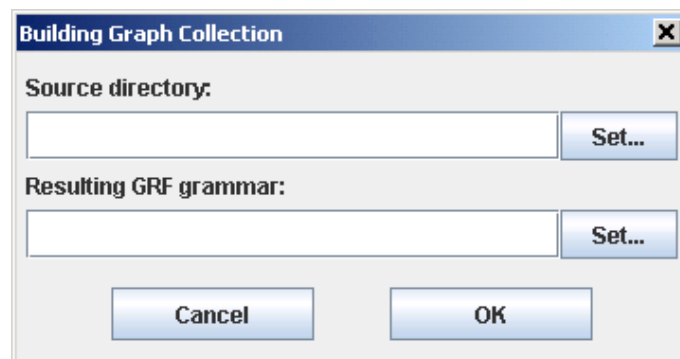 Building Graph Collection
Source directory:
Set...
Resulting GRF grammar:
Set...
Cancel OK